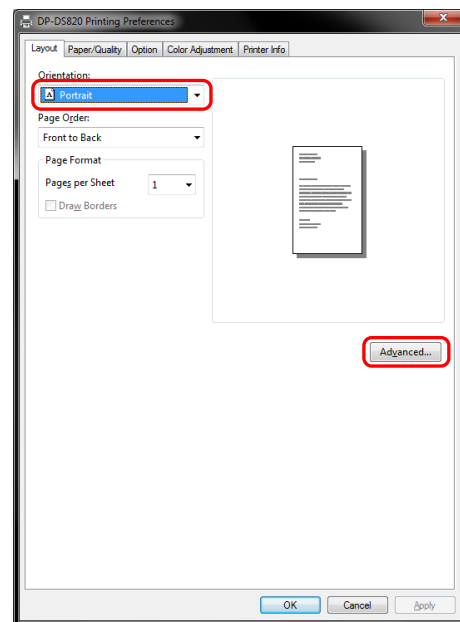 DP-DS820 Printing Preferences
Layout Paper/Quality Option Color Adjustment Printer Info
Orientation:
A Portrait
Page Order:
Front to Back
Page Format
Pages per Sheet 1
Draw Borders
Advanced...
OK Cancel Apply